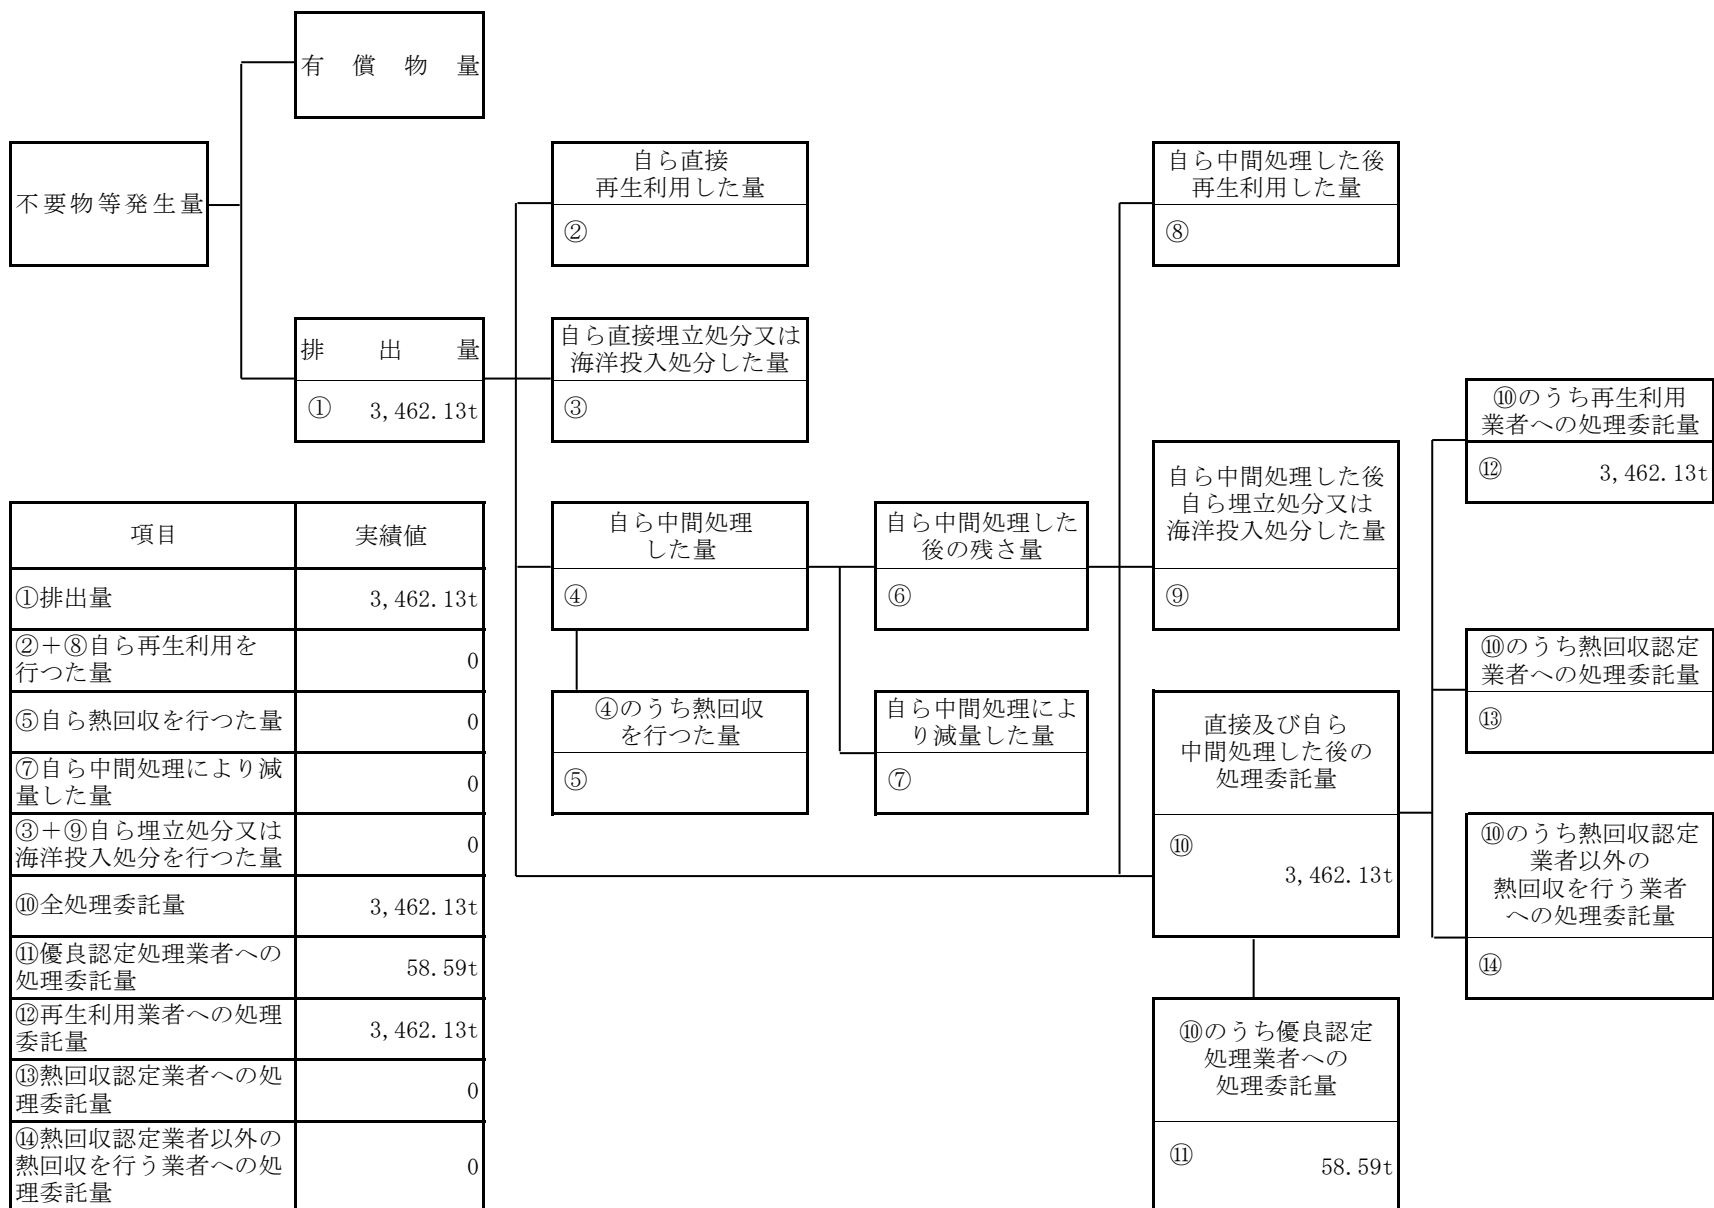 有償物量
不要物等発生量
排出量
① 3,462.13t
自ら直接
再生利用した量
②
自ら直接埋立処分又は
海洋投入処分した量
③
自ら中間処理
した量
④
④のうち熱回収
を行つた量
⑤
自ら中間処理した
後の残さ量
⑥
自ら中間処理によ
り減量した量
⑦
自ら中間処理した後
再生利用した量
⑧
自ら中間処理した後
自ら埋立処分又は
海洋投入処分した量
⑨
直接及び自ら
中間処理した後の
処理委託量
⑩
3,462.13t
⑩のうち優良認定
処理業者への
処理委託量
⑪
58.59t
⑩のうち再生利用
業者への処理委託量
⑫ 3,462.13t
⑩のうち熱回収認定
業者への処理委託量
⑬
⑩のうち熱回収認定
業者以外の
熱回収を行う業者
への処理委託量
⑭
項目 実績値
①排出量 3,462.13t
②＋⑧自ら再生利用を
行つた量 0
⑤自ら熱回収を行つた量 0
⑦自ら中間処理により減
量した量 0
③＋⑨自ら埋立処分又は
海洋投入処分を行つた量 0
⑩全処理委託量 3,462.13t
⑪優良認定処理業者への
処理委託量 58.59t
⑫再生利用業者への処理
委託量 3,462.13t
⑬熱回収認定業者への処
理委託量 0
⑭熱回収認定業者以外の
熱回収を行う業者への処
理委託量 0